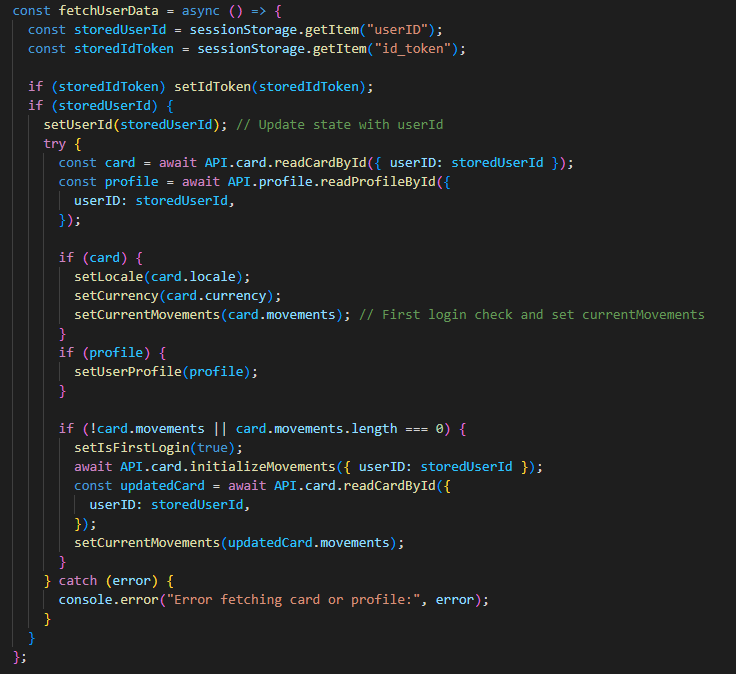 const fetchUserData = async () => {
  const storedUserId = sessionStorage.getItem("userID");
  const storedIdToken = sessionStorage.getItem("id_token");

  if (storedIdToken) setIdToken(storedIdToken);
  if (storedUserId) {
    setUserId(storedUserId); // Update state with userId
    try {
      const card = await API.card.readCardById({ userID: storedUserId });
      const profile = await API.profile.readProfileById({
        userID: storedUserId,
      });

      if (card) {
        setLocale(card.locale);
        setCurrency(card.currency);
        setCurrentMovements(card.movements); // First login check and set currentMovements
      }
      if (profile) {
        setUserProfile(profile);
      }

      if (!card.movements || card.movements.length === 0) {
        setIsFirstLogin(true);
        await API.card.initializeMovements({ userID: storedUserId });
        const updatedCard = await API.card.readCardById({
          userID: storedUserId,
        });
        setCurrentMovements(updatedCard.movements);
      }
    } catch (error) {
      console.error("Error fetching card or profile:", error);
    }
  }
};